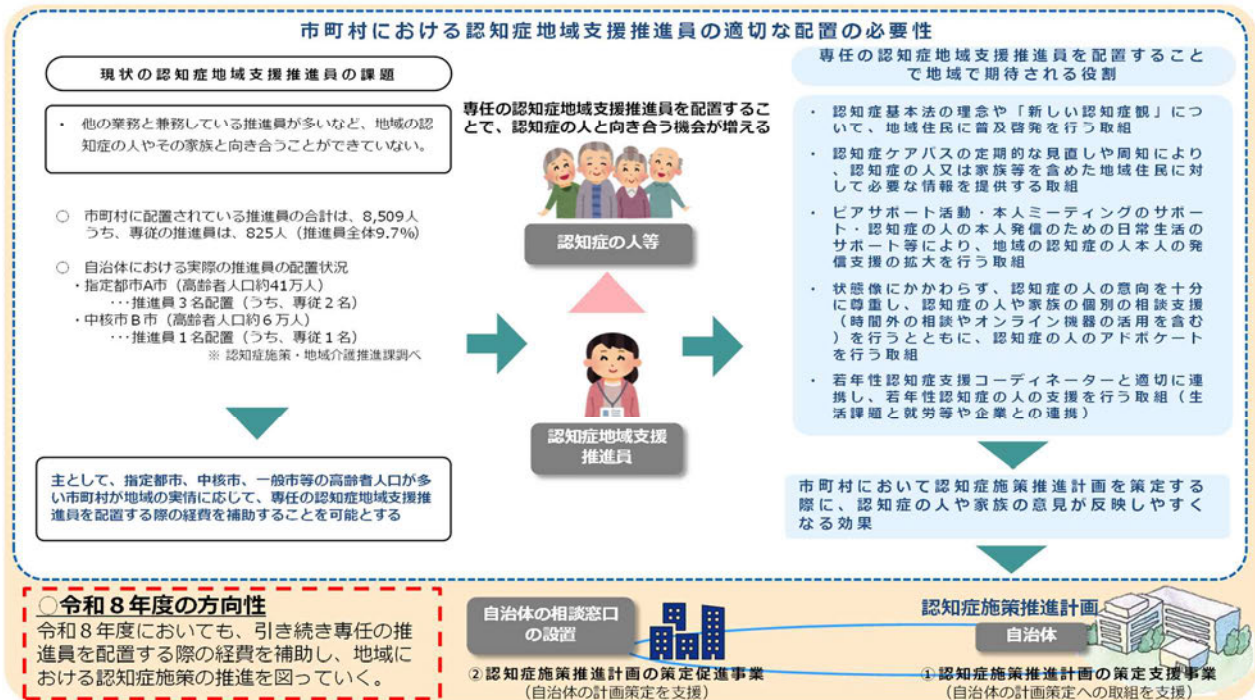 市町村における認知症地域支援推進員の適切な配置の必要性
現状の認知症地域支援推進員の課題
・ 他の業務と兼務している推進員が多いなど、地域の認
知症の人やその家族と向き合うことができていない。
○ 市町村に配置されている推進員の合計は、8,509人
うち、専従の推進員は、825人（推進員全体9.7%）
○ 自治体における実際の推進員の配置状況
・指定都市A市（高齢者人口約41万人）
･･･推進員３名配置（うち、専従２名）
・中核市Ｂ市（高齢者人口約６万人）
･･･推進員１名配置（うち、専従１名）
※ 認知症施策・地域介護推進課調べ
主として、指定都市、中核市、一般市等の高齢者人口が多
い市町村が地域の実情に応じて、専任の認知症地域支援推
進員を配置する際の経費を補助することを可能とする
専任の認知症地域支援推進員を配置するこ
とで、認知症の人と向き合う機会が増える
認知症の人等
認知症地域支援
推進員
専任の認知症地域支援推進員を配置すること
で地域で期待される役割
・ 認知症基本法の理念や「新しい認知症観」につ
いて、地域住民に普及啓発を行う取組
・ 認知症ケアパスの定期的な見直しや周知により
、認知症の人又は家族等を含めた地域住民に対
して必要な情報を提供する取組
・ ピアサポート活動・本人ミーティングのサポー
ト・認知症の人の本人発信のための日常生活の
サポート等により、地域の認知症の人本人の発
信支援の拡大を行う取組
・ 状態像にかかわらず、認知症の人の意向を十分
に尊重し、認知症の人や家族の個別の相談支援
（時間外の相談やオンライン機器の活用を含む
）を行うとともに、認知症の人のアドボケート
を行う取組
・ 若年性認知症支援コーディネーターと適切に連
携し、若年性認知症の人の支援を行う取組（生
活課題と就労等や企業との連携）
市町村において認知症施策推進計画を策定する
際に、認知症の人や家族の意見が反映しやすく
なる効果
○令和８年度の方向性
令和８年度においても、引き続き専任の推
進員を配置する際の経費を補助し、地域に
おける認知症施策の推進を図っていく。
自治体の相談窓口
の設置
②認知症施策推進計画の策定促進事業
（自治体の計画策定を支援）
認知症施策推進計画
自治体
①認知症施策推進計画の策定支援事業
（自治体の計画策定への取組を支援）